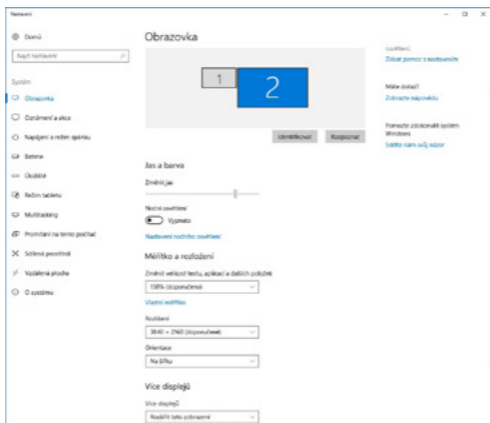 Nastavení
Domů
Najít nastavení
Systém
Obrazovka
Oznámení a akce
Napájení a režim spánku
Baterie
Úložiště
Režim tabletu
Multitasking
Promítání na tento počítač
Sdílená prostředí
Vzdálená plocha
O systému
Obrazovka
1
2
Identifikovat
Rozpoznat
Jas a barva
Změnit jas
Noční osvětlení
Vypnuto
Nastavení nočního osvětlení
Měřítko a rozložení
Změnit velikost textu, aplikací a dalších položek
150% (doporučeno)
Vlastní měřítko
Rozlišení
3840 × 2160 (doporučené)
Orientace
Na šířku
Více displejů
Více displejů
Rozšířit toto zobrazení
osvětlení
Získat pomoc s nastavením
Máte dotaz?
Zobrazte nápovědu
Pomozte zdokonalit systém
Windows
Sdělte nám svůj názor